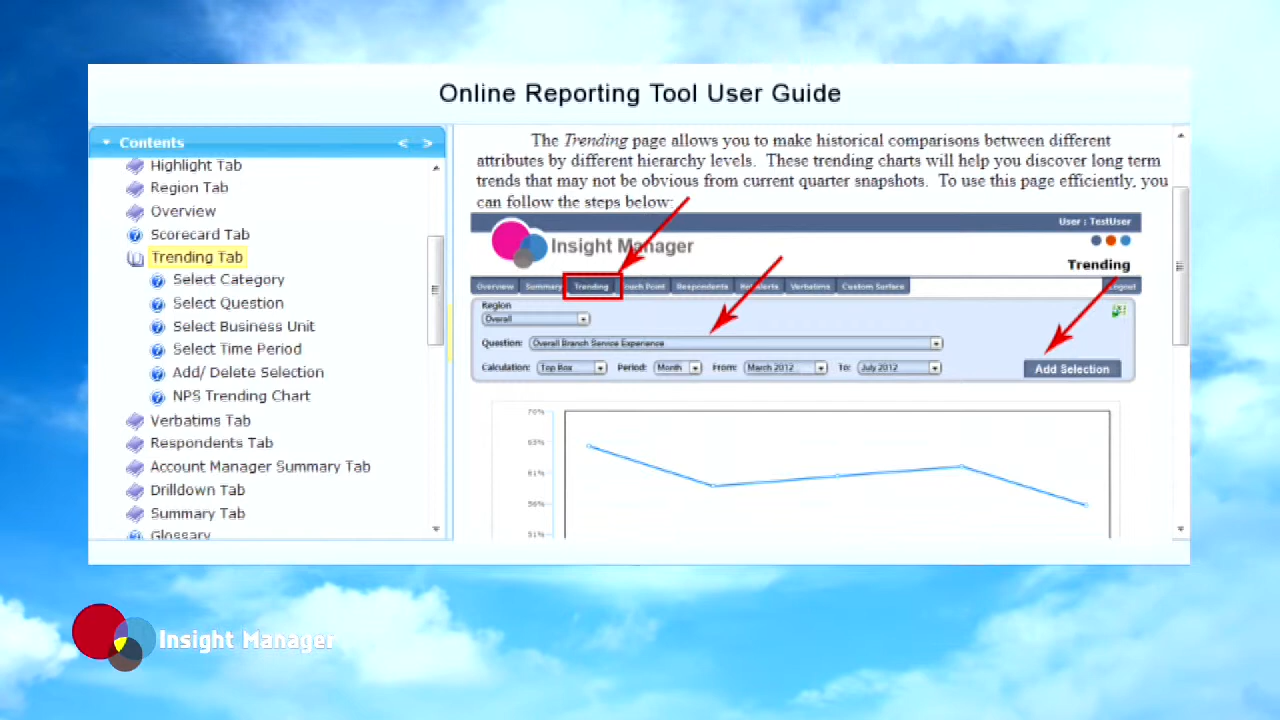 Online Reporting Tool User Guide
Contents
< >
Highlight Tab
Region Tab
Overview
Scorecard Tab
Trending Tab
Select Category
Select Question
Select Business Unit
Select Time Period
Add/ Delete Selection
NPS Trending Chart
Verbatims Tab
Respondents Tab
Account Manager Summary Tab
Drilldown Tab
Summary Tab
Glossary
The Trending page allows you to make historical comparisons between different
attributes by different hierarchy levels. These trending charts will help you discover long term
trends that may not be obvious from current quarter snapshots. To use this page efficiently, you
can follow the steps below:
User : TestUser
Insight Manager
Trending
Overview Summary Trending Touch Point Respondents Hot Alerts Verbatims Custom Surface Logout
Region
Overall
Question: Overall Branch Service Experience
Calculation: Top Box Period: Month From: March 2012 To: July 2012
Add Selection
70%
65%
61%
56%
51%
Insight Manager